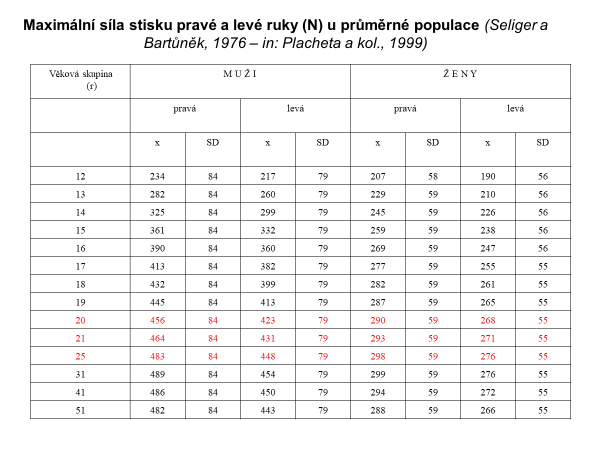 Maximální síla stisku pravé a levé ruky (N) u průměrné populace (Seliger a
Bartůněk, 1976 – in: Placheta a kol., 1999)
Věková skupina M U Ž I Ž E N Y
(r)
pravá levá pravá levá
x SD x SD x SD x SD
12 234 84 217 79 207 58 190 56
13 282 84 260 79 229 59 210 56
14 325 84 299 79 245 59 226 56
15 361 84 332 79 259 59 238 56
16 390 84 360 79 269 59 247 56
17 413 84 382 79 277 59 255 55
18 432 84 399 79 282 59 261 55
19 445 84 413 79 287 59 265 55
20 456 84 423 79 290 59 268 55
21 464 84 431 79 293 59 271 55
25 483 84 448 79 298 59 276 55
31 489 84 454 79 299 59 276 55
41 486 84 450 79 294 59 272 55
51 482 84 443 79 288 59 266 55